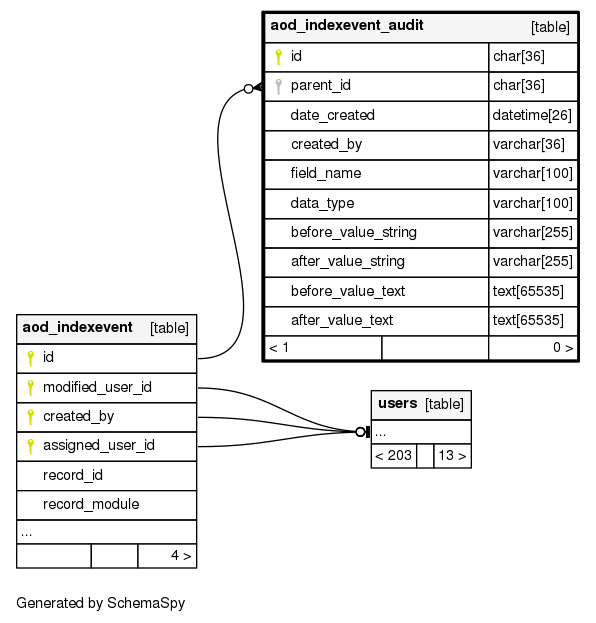 aod_indexevent_audit [table]
id char[36]
parent_id char[36]
date_created datetime[26]
created_by varchar[36]
field_name varchar[100]
data_type varchar[100]
before_value_string varchar[255]
after_value_string varchar[255]
before_value_text text[65535]
after_value_text text[65535]
< 1 0 >
aod_indexevent [table]
id
modified_user_id
created_by
assigned_user_id
record_id
record_module
...
4 >
users [table]
...
< 203 13 >
Generated by SchemaSpy